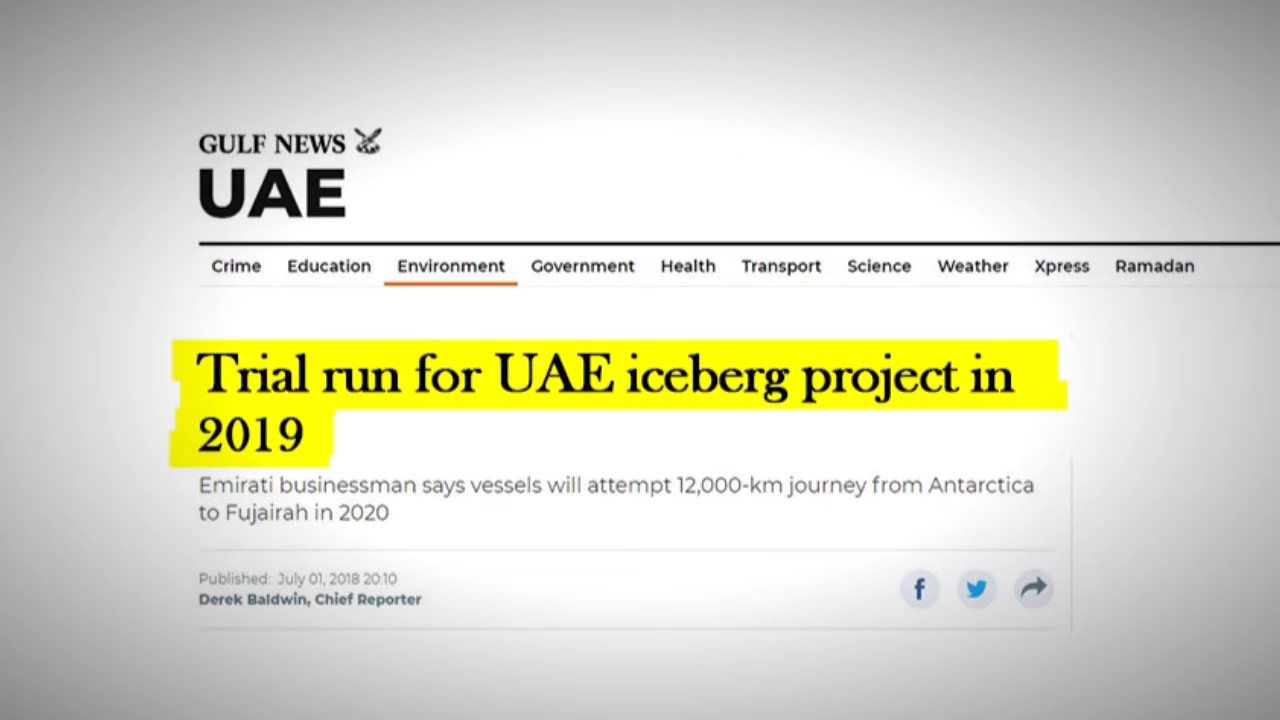 GULF NEWS
UAE
Crime Education Environment Government Health Transport Science Weather Xpress Ramadan
Trial run for UAE iceberg project in
2019
Emirati businessman says vessels will attempt 12,000-km journey from Antarctica
to Fujairah in 2020
Published: July 01, 2018 20:10
Derek Baldwin, Chief Reporter